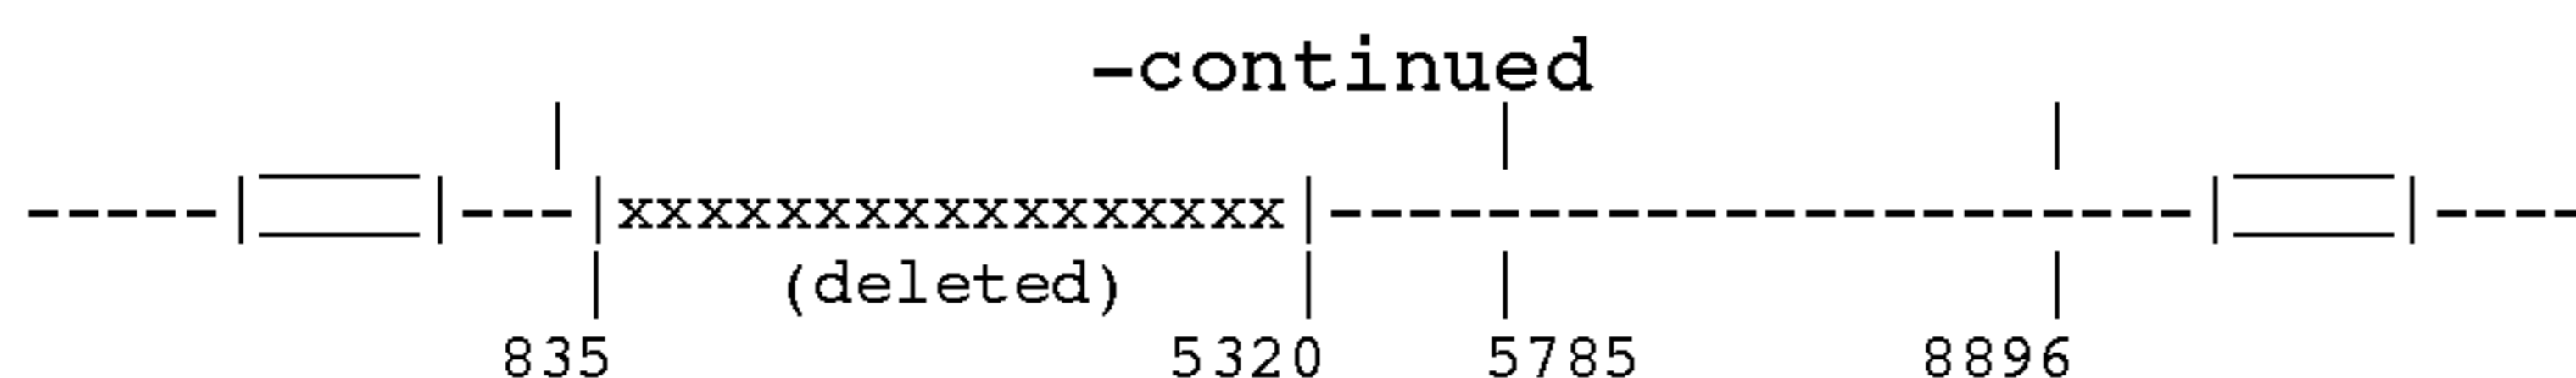 -continued
| | |
-----|====|---|xxxxxxxxxxxxxxxxx|----------------------|====|----
| (deleted) | | |
835 5320 5785 8896